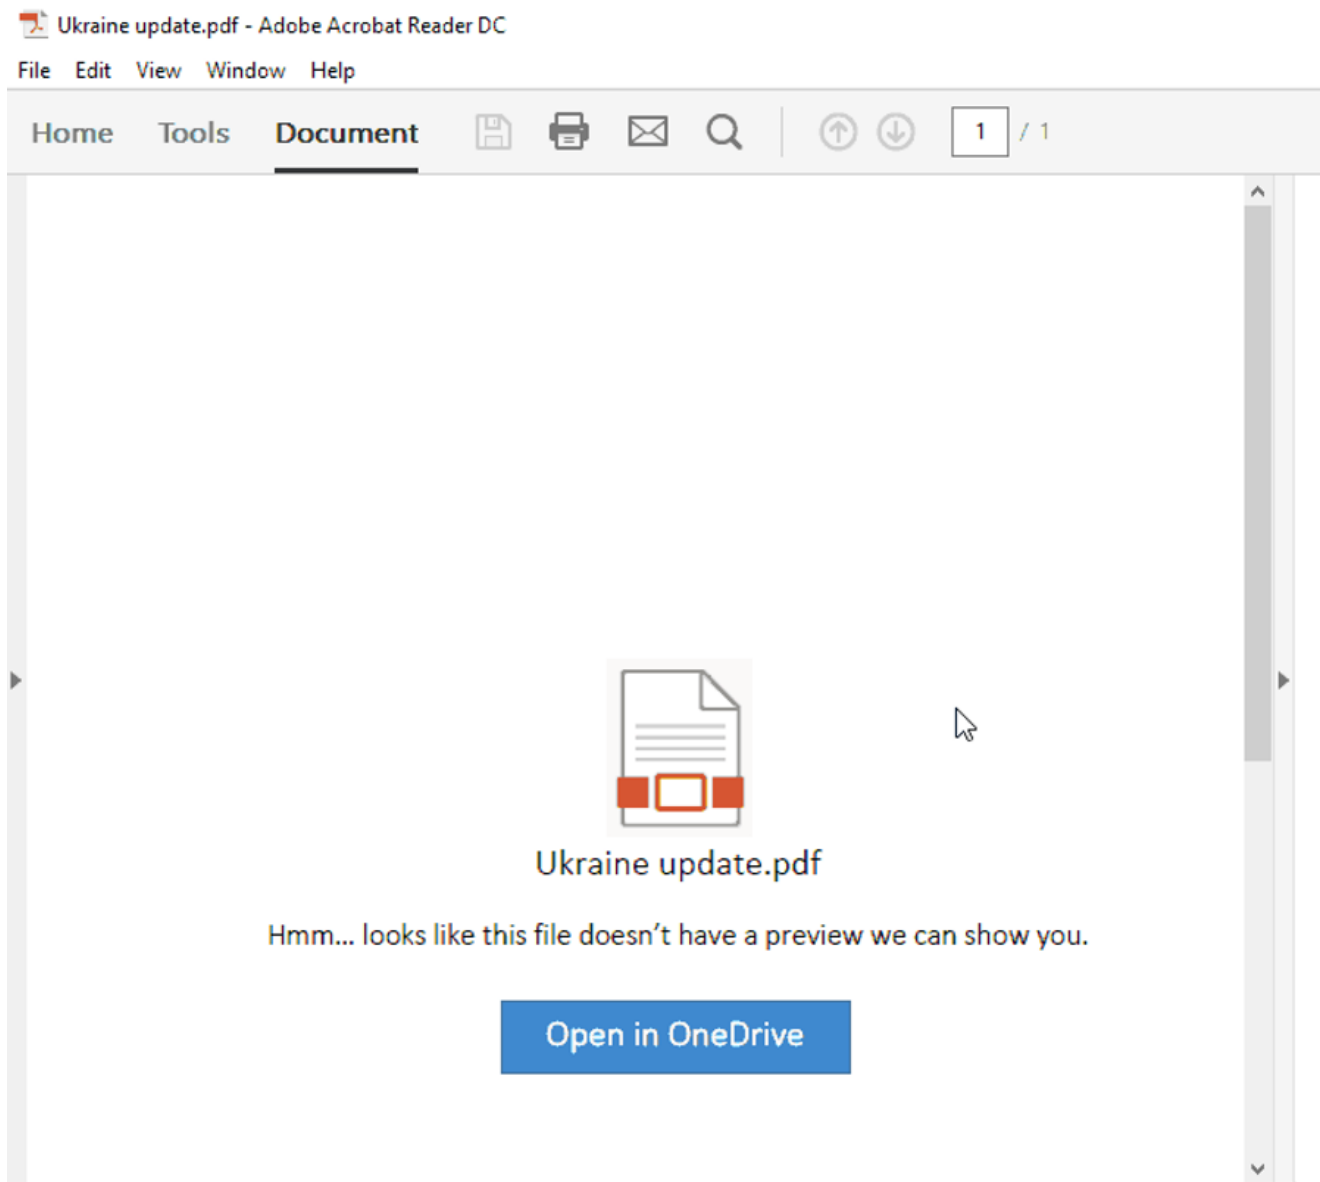 Ukraine update.pdf - Adobe Acrobat Reader DC
File Edit View Window Help
Home Tools Document 1 / 1
Ukraine update.pdf
Hmm... looks like this file doesn't have a preview we can show you.
Open in OneDrive